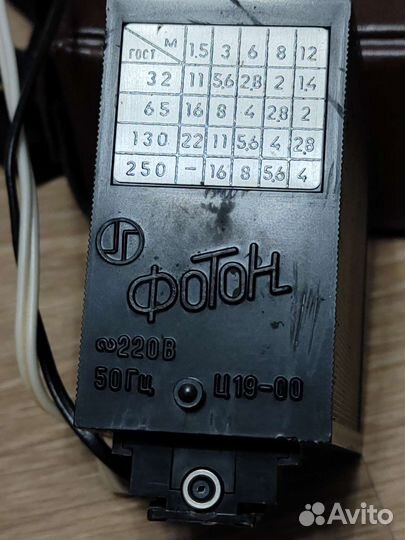 ГОСТ М 1,5 3 6 8 12
32 11 5,6 2,8 2 1,4
65 16 8 4 2,8 2
130 22 11 5,6 4 2,8
250 – 16 8 5,6 4
ФОТОН
∾220В
50Гц Ц19-00
Avito